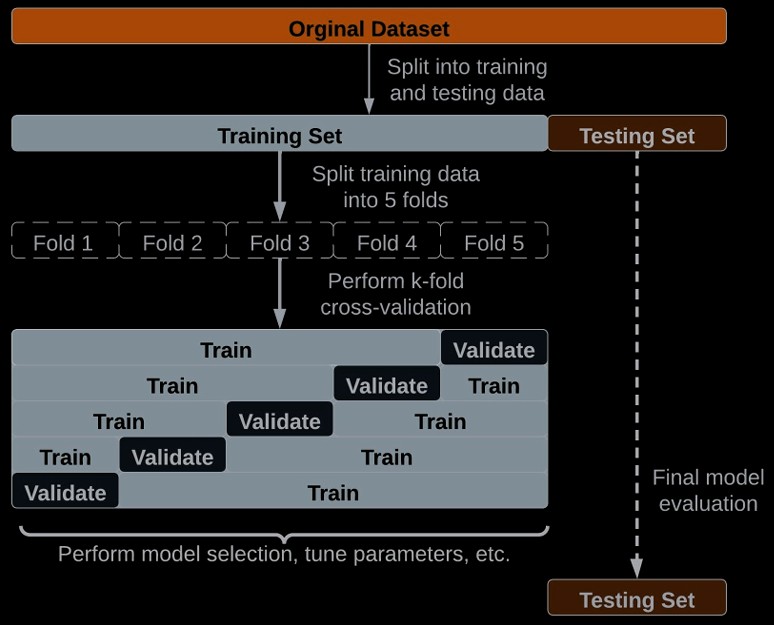 Orginal Dataset
Split into training
and testing data
Training Set
Testing Set
Split training data
into 5 folds
Fold 1
Fold 2
Fold 3
Fold 4
Fold 5
Perform k-fold
cross-validation
Train
Validate
Train
Validate
Train
Train
Validate
Train
Train
Validate
Train
Validate
Train
Final model
evaluation
Perform model selection, tune parameters, etc.
Testing Set